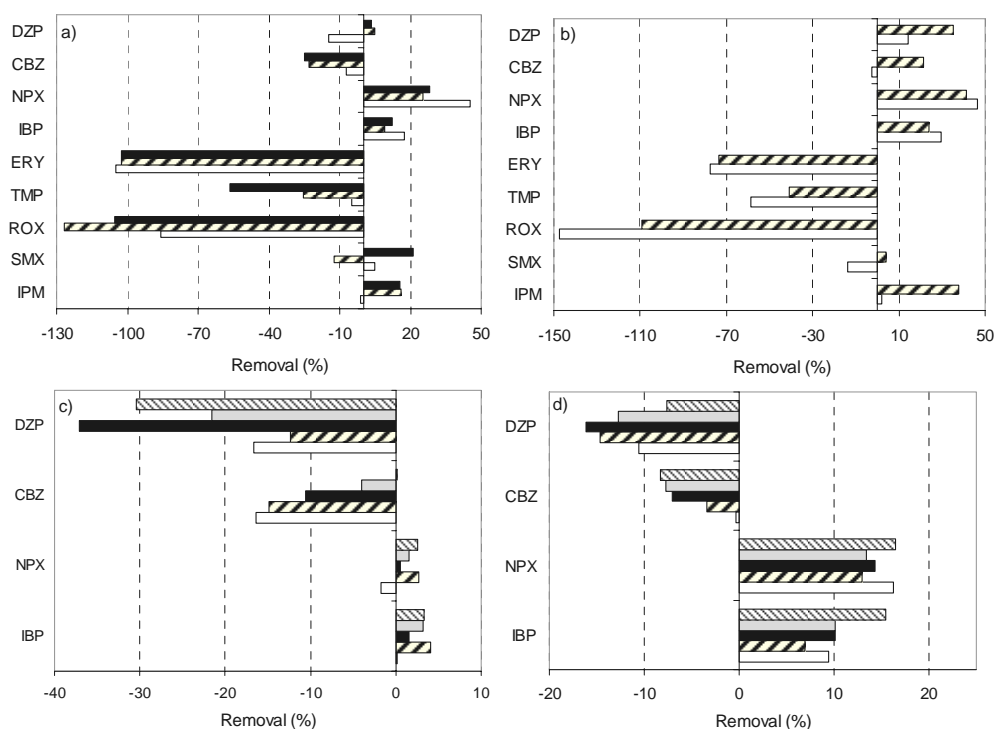 a)
DZP
CBZ
NPX
IBP
ERY
TMP
ROX
SMX
IPM
-130 -100 -70 -40 -10 20 50
Removal (%)
b)
DZP
CBZ
NPX
IBP
ERY
TMP
ROX
SMX
IPM
-150 -110 -70 -30 10 50
Removal (%)
c)
DZP
CBZ
NPX
IBP
-40 -30 -20 -10 0 10
Removal (%)
d)
DZP
CBZ
NPX
IBP
-20 -10 0 10 20
Removal (%)